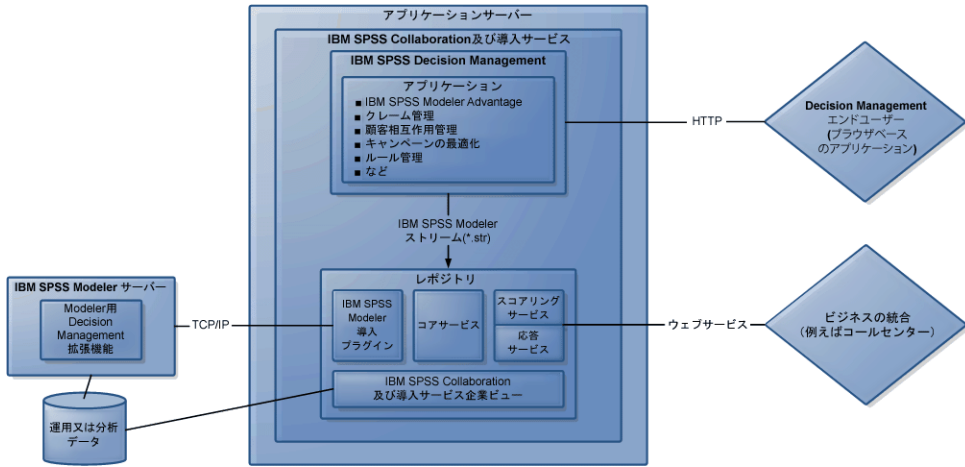 アプリケーションサーバー
IBM SPSS Collaboration及び導入サービス
IBM SPSS Decision Management
アプリケーション
■ IBM SPSS Modeler Advantage
■ クレーム管理
■ 顧客相互作用管理
■ キャンペーンの最適化
■ ルール管理
■ など
HTTP
Decision Management
エンドユーザー
(ブラウザベース
のアプリケーション)
IBM SPSS Modeler
ストリーム(*.str)
レポジトリ
IBM SPSS
Modeler
導入
プラグイン
コアサービス
スコアリング
サービス
応答
サービス
IBM SPSS Collaboration
及び導入サービス企業ビュー
IBM SPSS Modeler サーバー
Modeler用
Decision
Management
拡張機能
TCP/IP
運用又は分析
データ
ウェブサービス
ビジネスの統合
(例えばコールセンター)